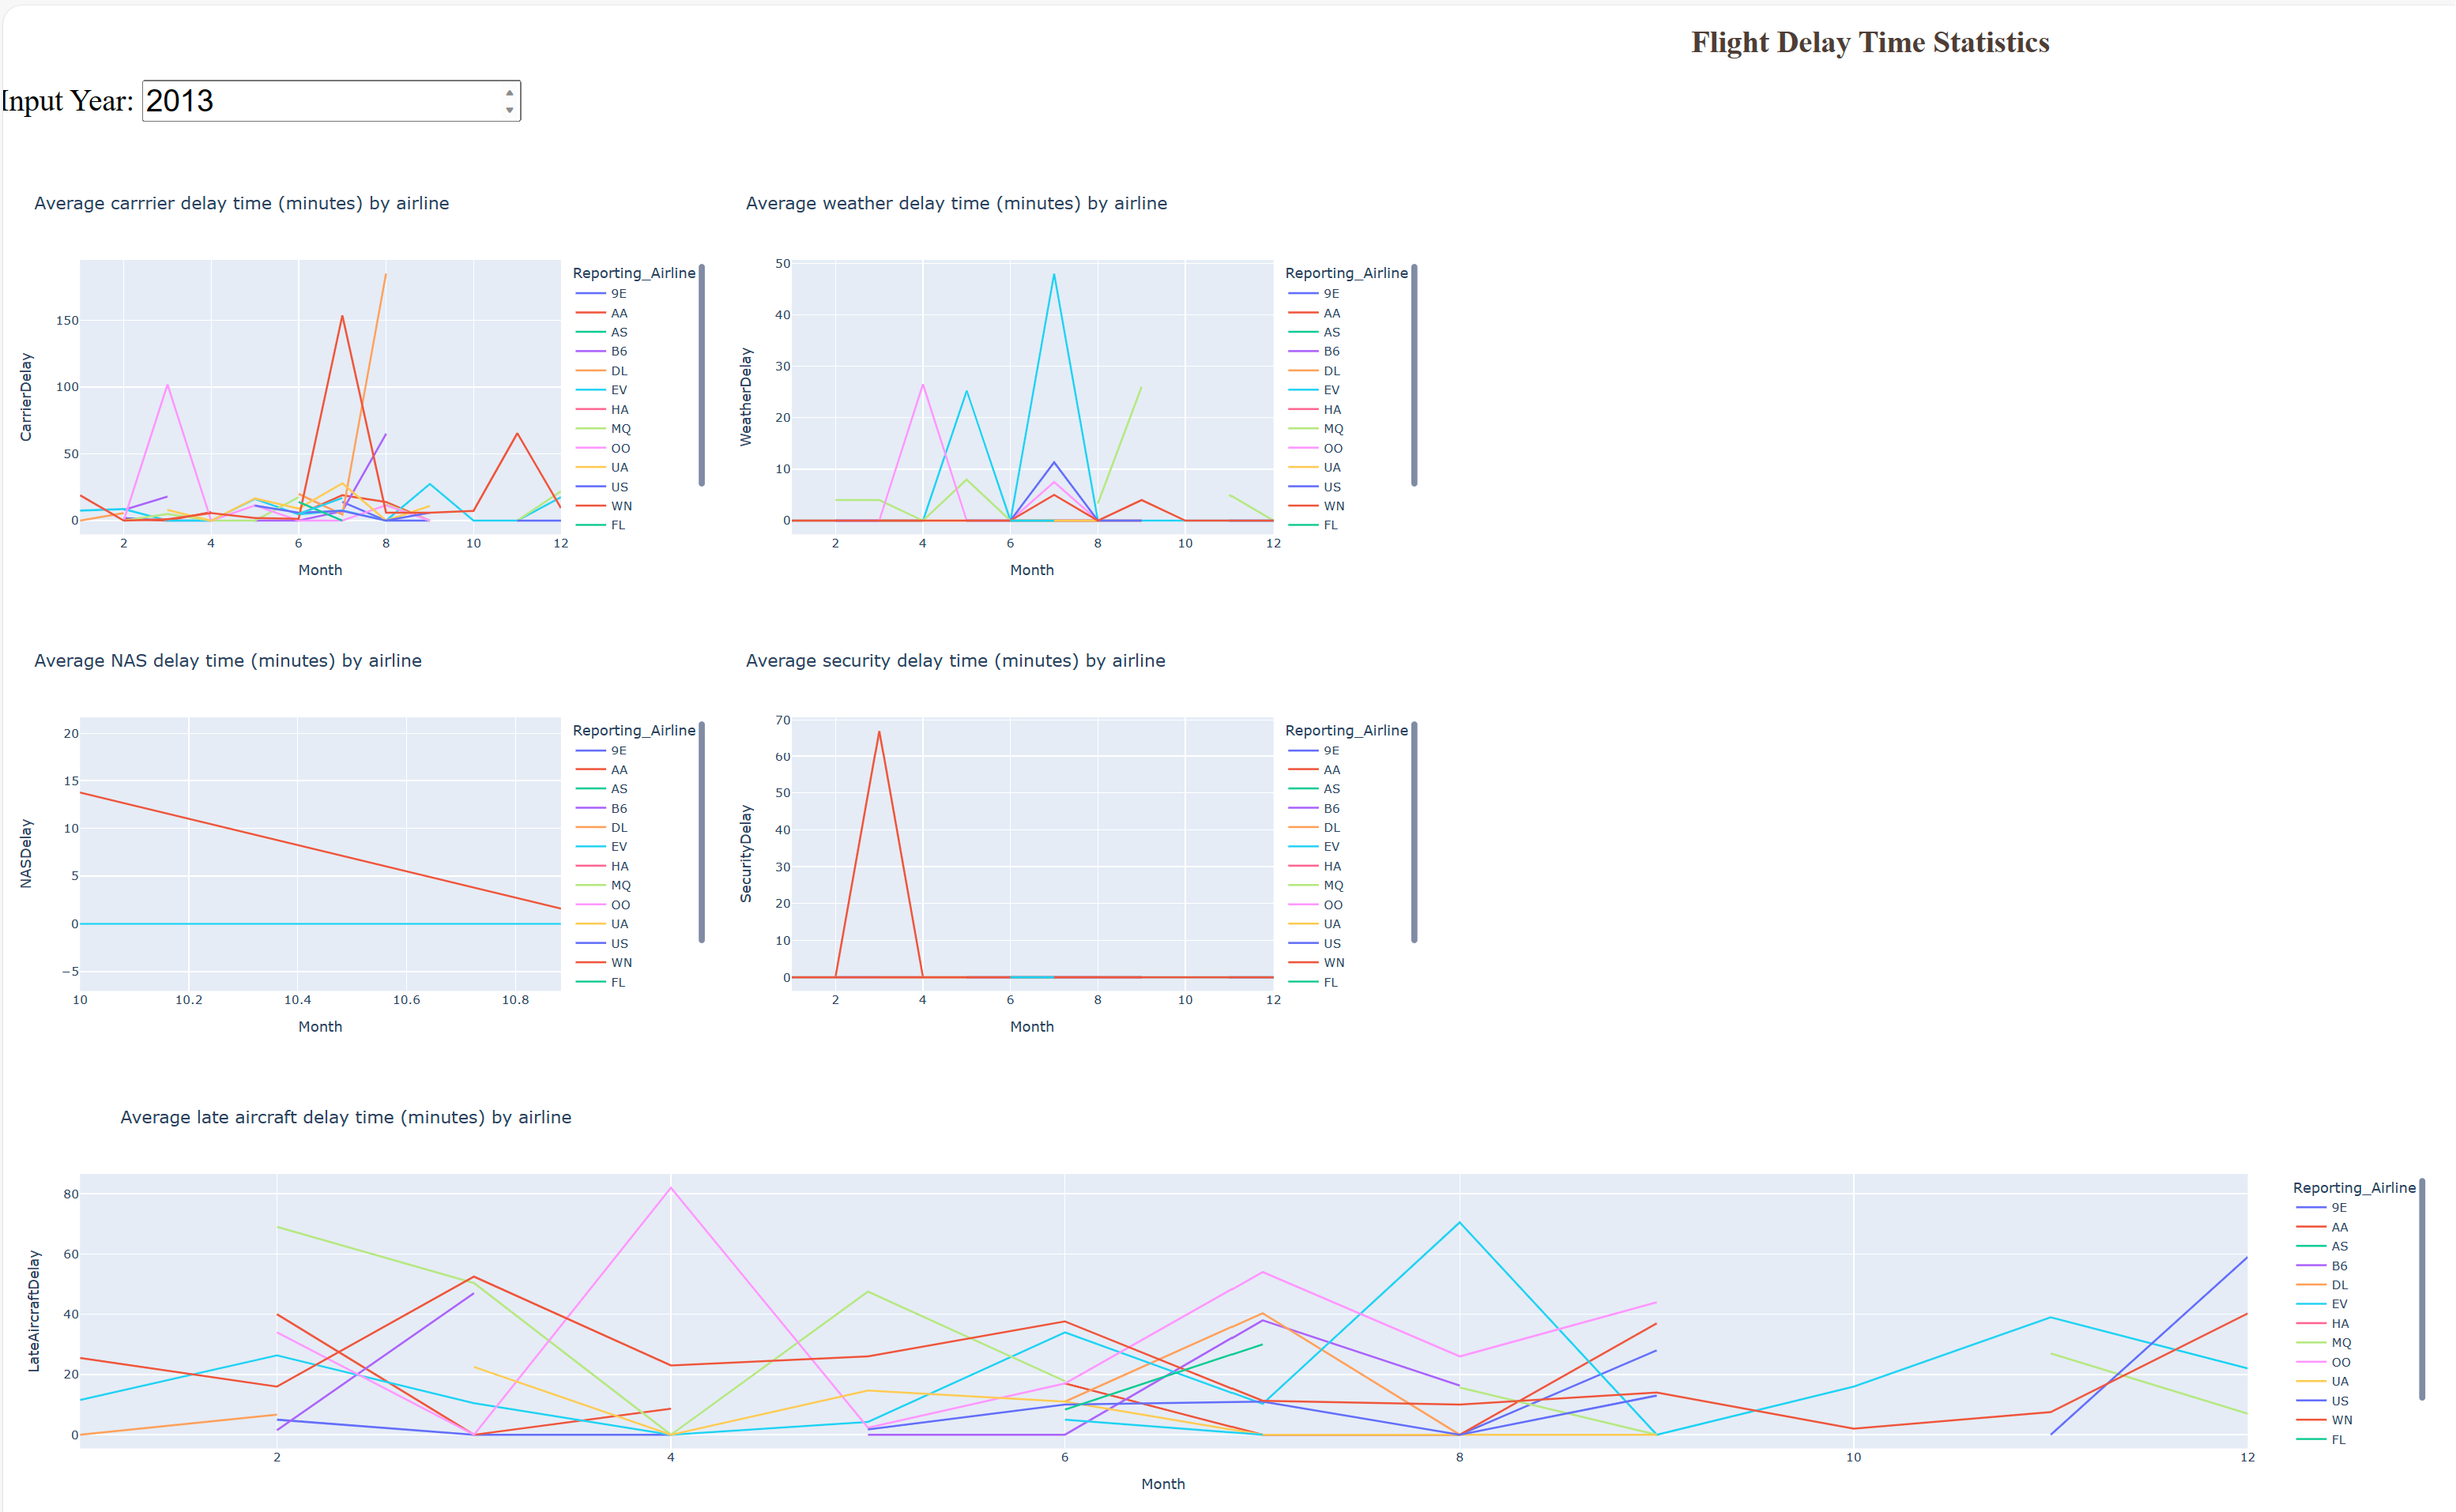 Flight Delay Time Statistics
Input Year: 2013
Average carrrier delay time (minutes) by airline
CarrierDelay
150
100
50
0
2 4 6 8 10 12
Month
Reporting_Airline
9E
AA
AS
B6
DL
EV
HA
MQ
OO
UA
US
WN
FL
Average weather delay time (minutes) by airline
WeatherDelay
50
40
30
20
10
0
2 4 6 8 10 12
Month
Reporting_Airline
9E
AA
AS
B6
DL
EV
HA
MQ
OO
UA
US
WN
FL
Average NAS delay time (minutes) by airline
NASDelay
20
15
10
5
0
−5
10 10.2 10.4 10.6 10.8
Month
Reporting_Airline
9E
AA
AS
B6
DL
EV
HA
MQ
OO
UA
US
WN
FL
Average security delay time (minutes) by airline
SecurityDelay
70
60
50
40
30
20
10
0
2 4 6 8 10 12
Month
Reporting_Airline
9E
AA
AS
B6
DL
EV
HA
MQ
OO
UA
US
WN
FL
Average late aircraft delay time (minutes) by airline
LateAircraftDelay
80
60
40
20
0
2 4 6 8 10 12
Month
Reporting_Airline
9E
AA
AS
B6
DL
EV
HA
MQ
OO
UA
US
WN
FL